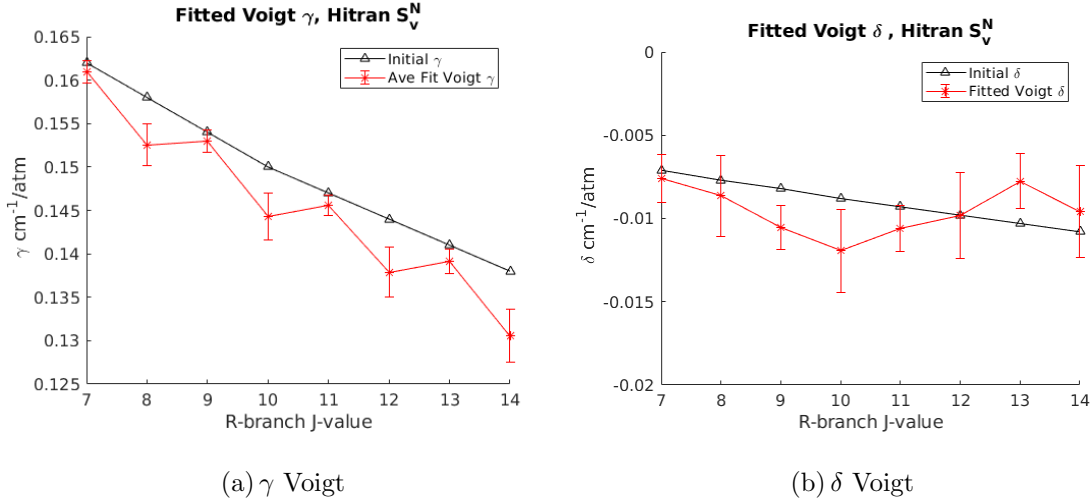 Fitted Voigt γ, Hitran S_v^N
Initial γ
Ave Fit Voigt γ
0.165
0.16
0.155
0.15
0.145
0.14
0.135
0.13
0.125
γ cm⁻¹/atm
7 8 9 10 11 12 13 14
R-branch J-value
(a) γ Voigt
Fitted Voigt δ , Hitran S_v^N
Initial δ
Fitted Voigt δ
0
-0.005
-0.01
-0.015
-0.02
δ cm⁻¹/atm
7 8 9 10 11 12 13 14
R-branch J-value
(b) δ Voigt